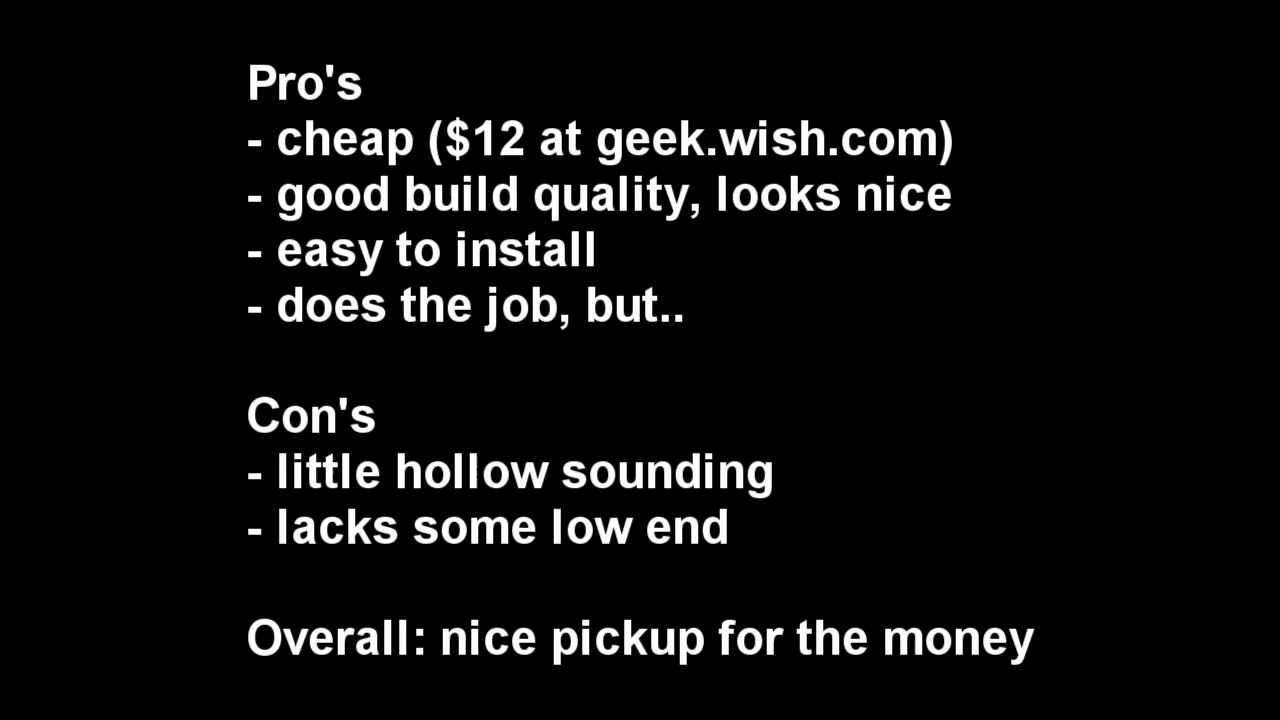 Pro's
- cheap ($12 at geek.wish.com)
- good build quality, looks nice
- easy to install
- does the job, but..
Con's
- little hollow sounding
- lacks some low end
Overall: nice pickup for the money